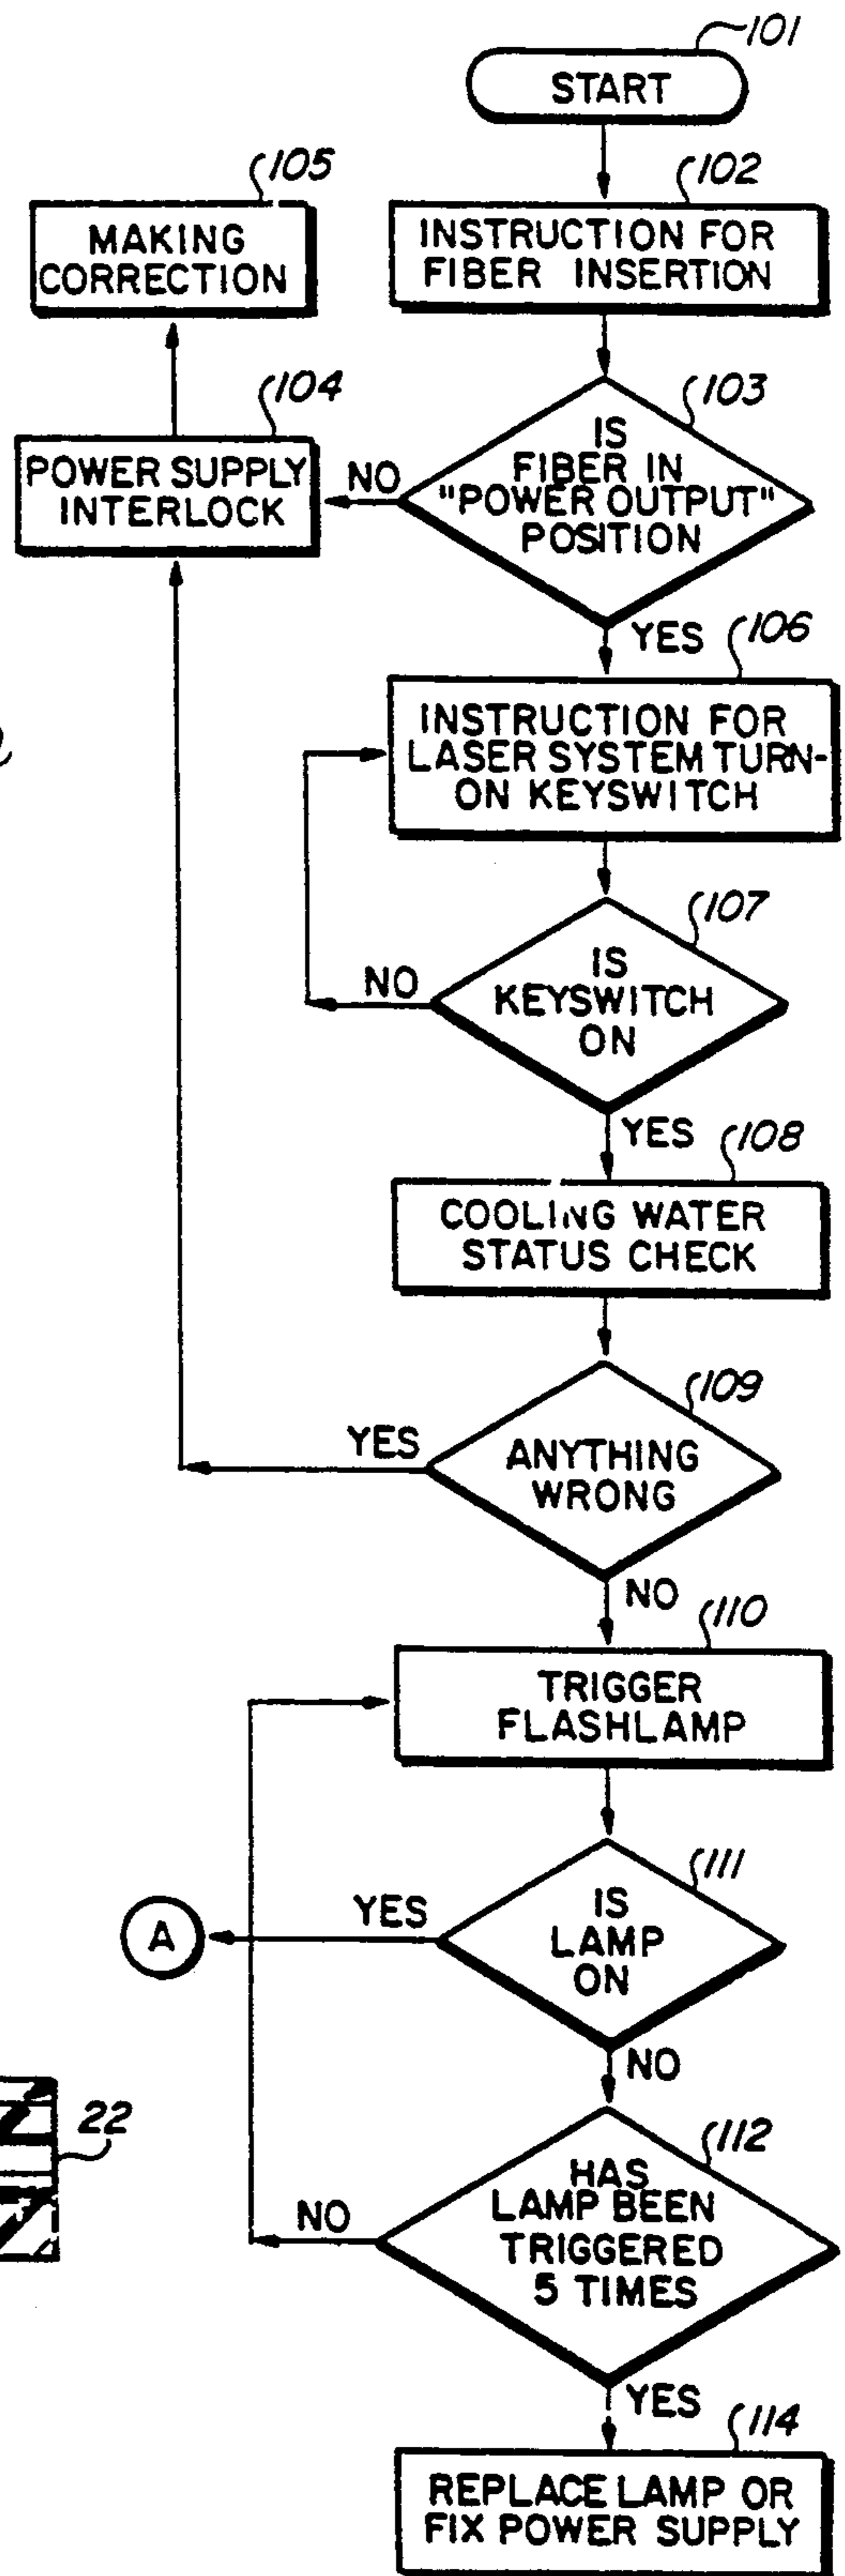 101
START
102
INSTRUCTION FOR
FIBER INSERTION
105
MAKING
CORRECTION
103
IS
FIBER IN
"POWER OUTPUT"
POSITION
NO
104
POWER SUPPLY
INTERLOCK
YES
106
INSTRUCTION FOR
LASER SYSTEM TURN-
ON KEYSWITCH
107
IS
KEYSWITCH
ON
NO
YES
108
COOLING WATER
STATUS CHECK
109
ANYTHING
WRONG
YES
NO
110
TRIGGER
FLASHLAMP
111
IS
LAMP
ON
YES
A
NO
112
HAS
LAMP BEEN
TRIGGERED
5 TIMES
NO
22
YES
114
REPLACE LAMP OR
FIX POWER SUPPLY